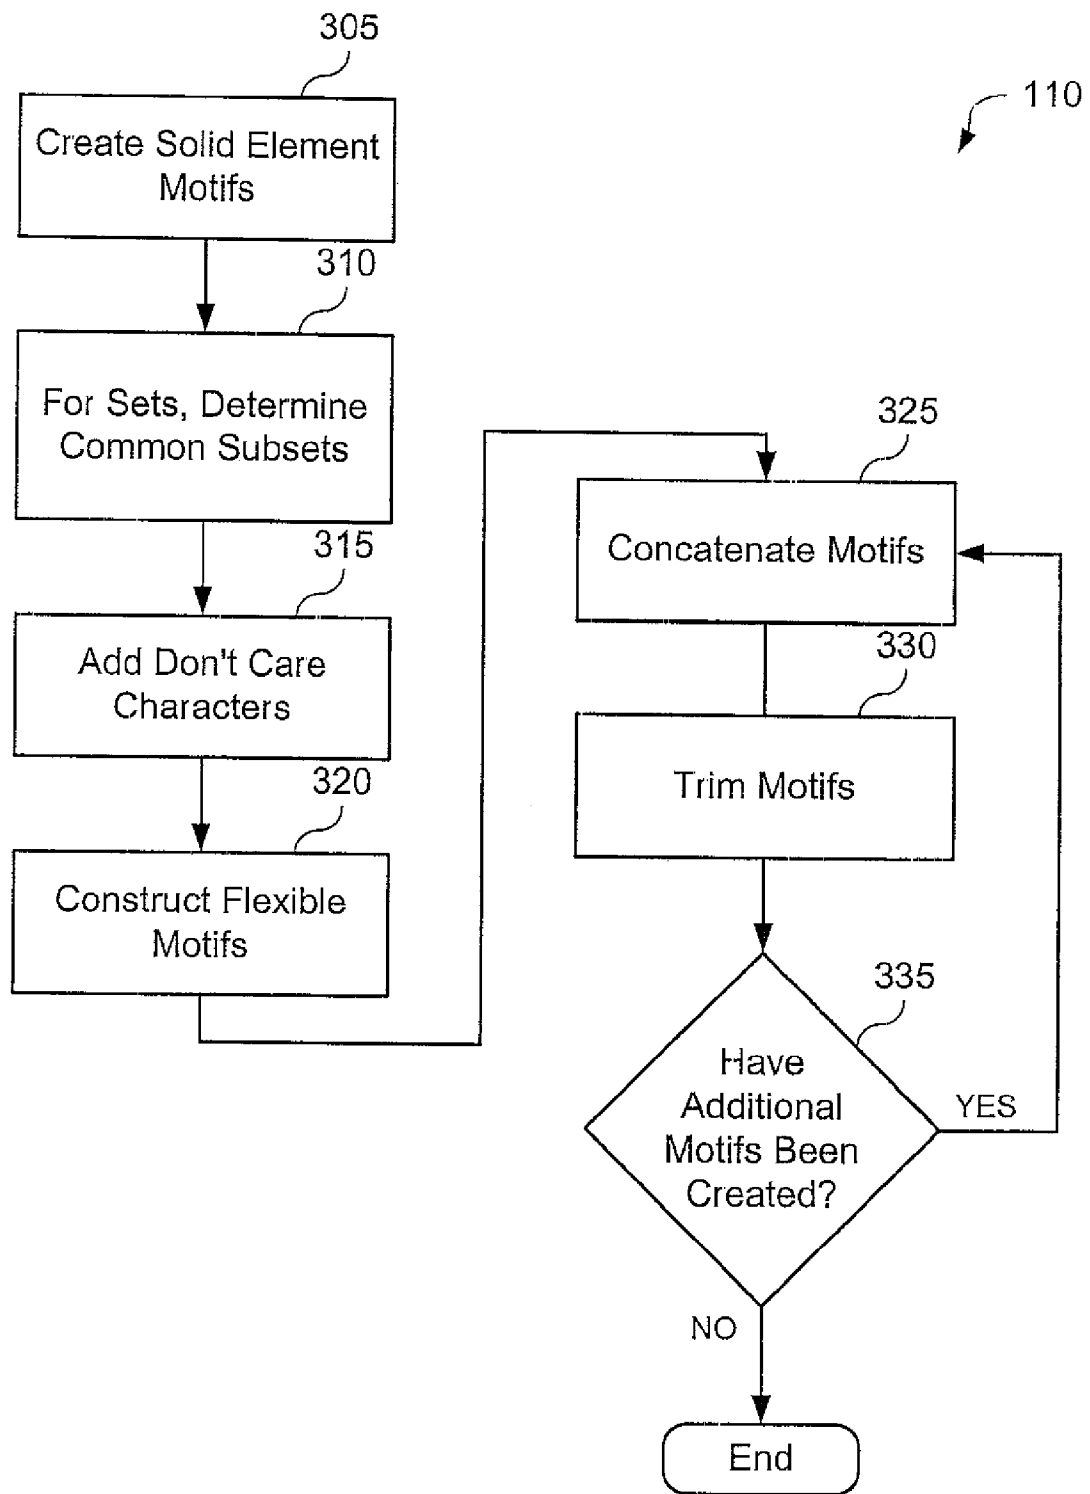 305
110
Create Solid Element
Motifs
310
For Sets, Determine
Common Subsets
315
Add Don't Care
Characters
320
Construct Flexible
Motifs
325
Concatenate Motifs
330
Trim Motifs
335
Have
Additional
Motifs Been
Created?
YES
NO
End